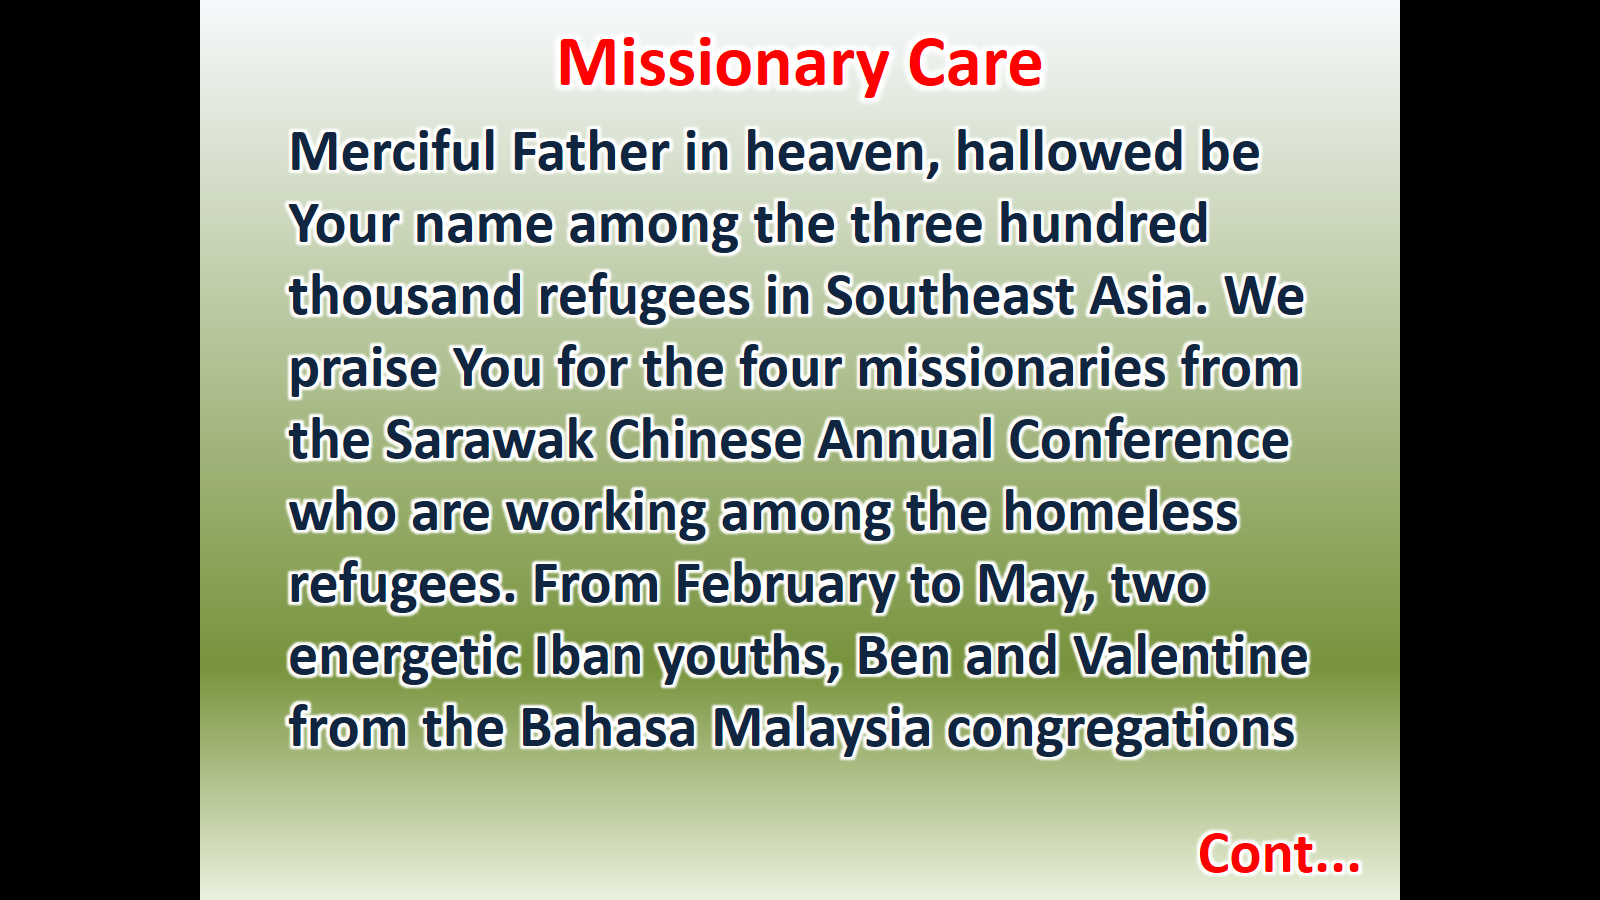 Missionary Care
Merciful Father in heaven, hallowed be
Your name among the three hundred
thousand refugees in Southeast Asia. We
praise You for the four missionaries from
the Sarawak Chinese Annual Conference
who are working among the homeless
refugees. From February to May, two
energetic Iban youths, Ben and Valentine
from the Bahasa Malaysia congregations
Cont...